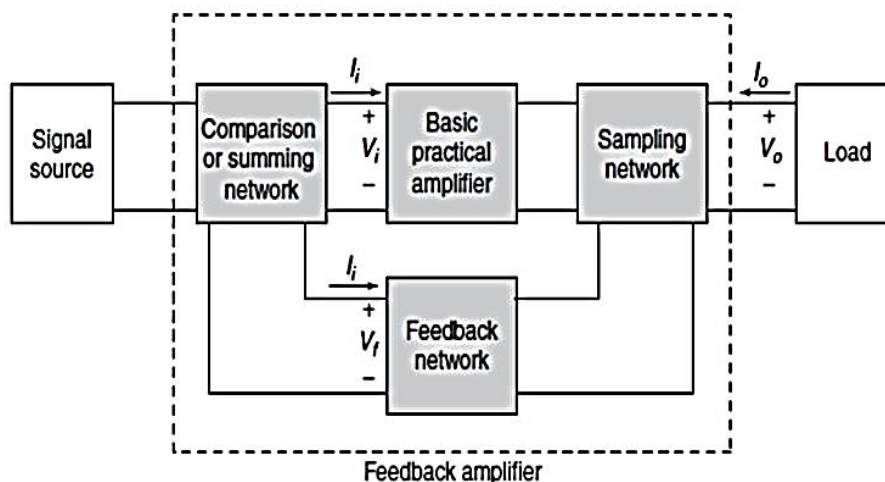 I_i
I_o
Signal
source
Comparison
or summing
network
+
V_i
−
Basic
practical
amplifier
Sampling
network
+
V_o
−
Load
I_i
+
V_f
−
Feedback
network
Feedback amplifier